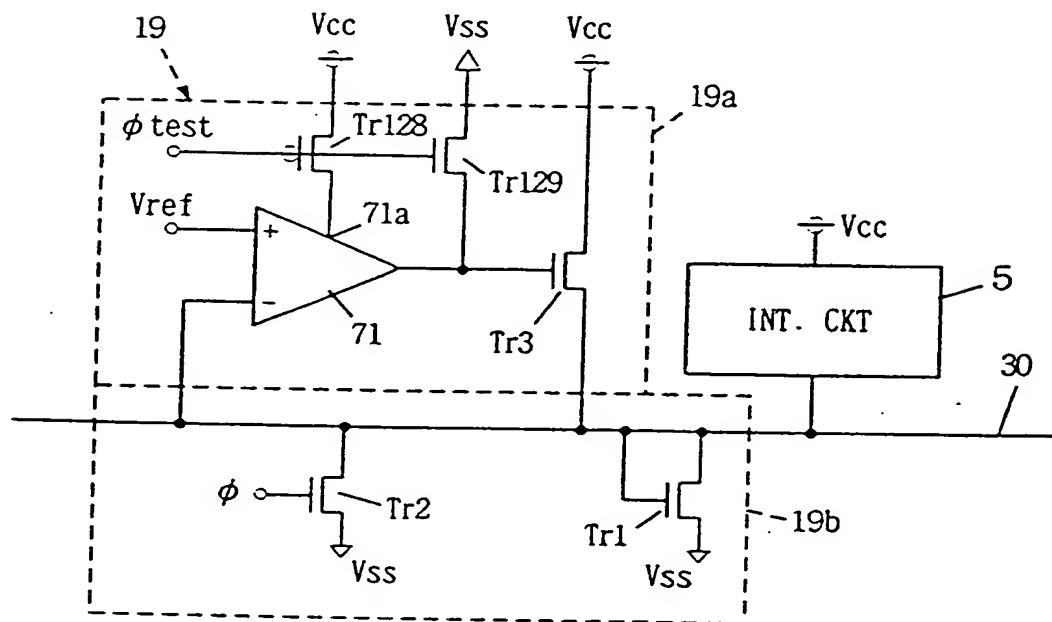 19
Vcc
Vss
Vcc
19a
φ test
Tr128
Tr129
Vref
71a
+
-
71
Tr3
Vcc
5
INT. CKT
30
φ
Tr2
Tr1
19b
Vss
Vss